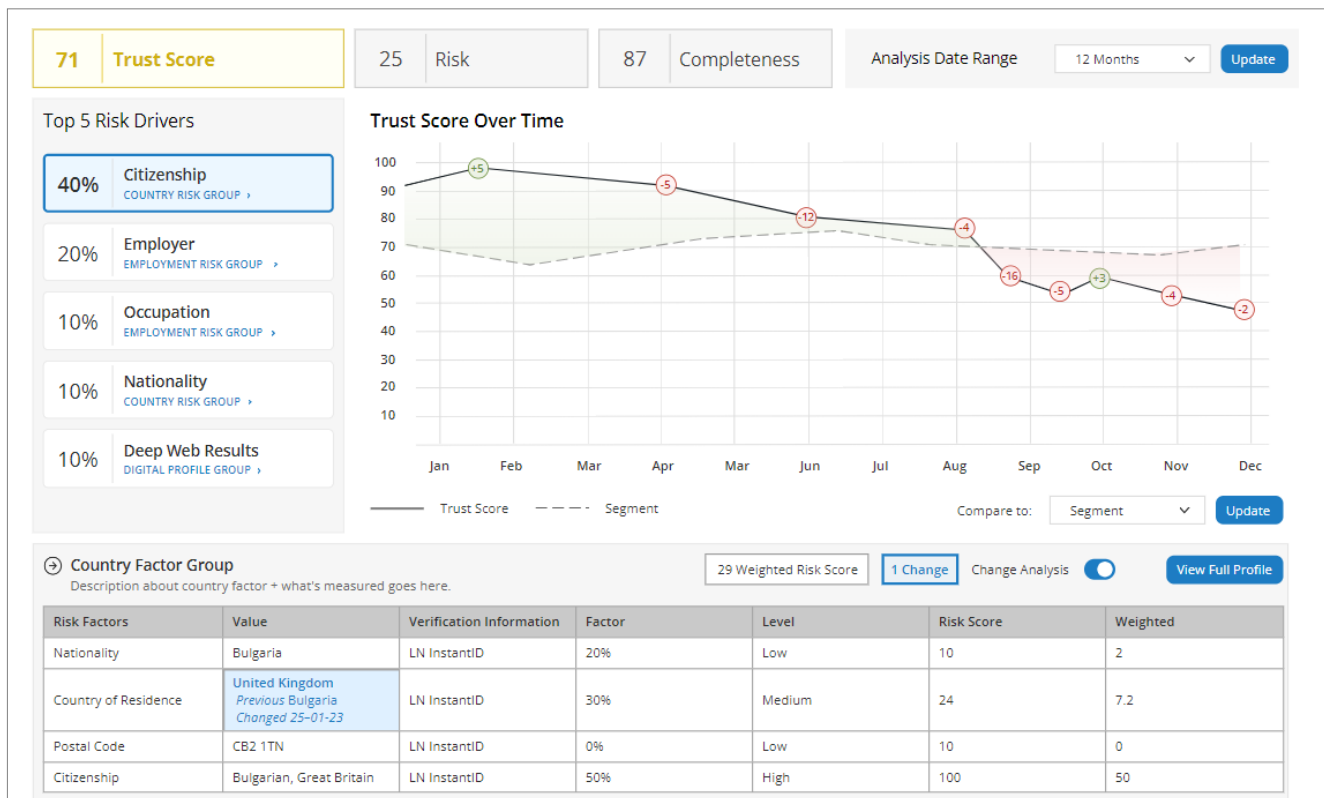 71 Trust Score
25 Risk
87 Completeness
Analysis Date Range
12 Months
Update
Top 5 Risk Drivers
40% Citizenship
COUNTRY RISK GROUP ›
20% Employer
EMPLOYMENT RISK GROUP ›
10% Occupation
EMPLOYMENT RISK GROUP ›
10% Nationality
COUNTRY RISK GROUP ›
10% Deep Web Results
DIGITAL PROFILE GROUP ›
Trust Score Over Time
100
90
80
70
60
50
40
30
20
10
+5
-5
-12
-4
-16
-5
+3
-4
-2
Jan Feb Mar Apr Mar Jun Jul Aug Sep Oct Nov Dec
Trust Score Segment
Compare to: Segment Update
Country Factor Group
Description about country factor + what's measured goes here.
29 Weighted Risk Score
1 Change
Change Analysis
View Full Profile
Risk Factors Value Verification Information Factor Level Risk Score Weighted
Nationality Bulgaria LN InstantID 20% Low 10 2
Country of Residence United Kingdom
Previous Bulgaria
Changed 25–01-23
LN InstantID 30% Medium 24 7.2
Postal Code CB2 1TN LN InstantID 0% Low 10 0
Citizenship Bulgarian, Great Britain LN InstantID 50% High 100 50